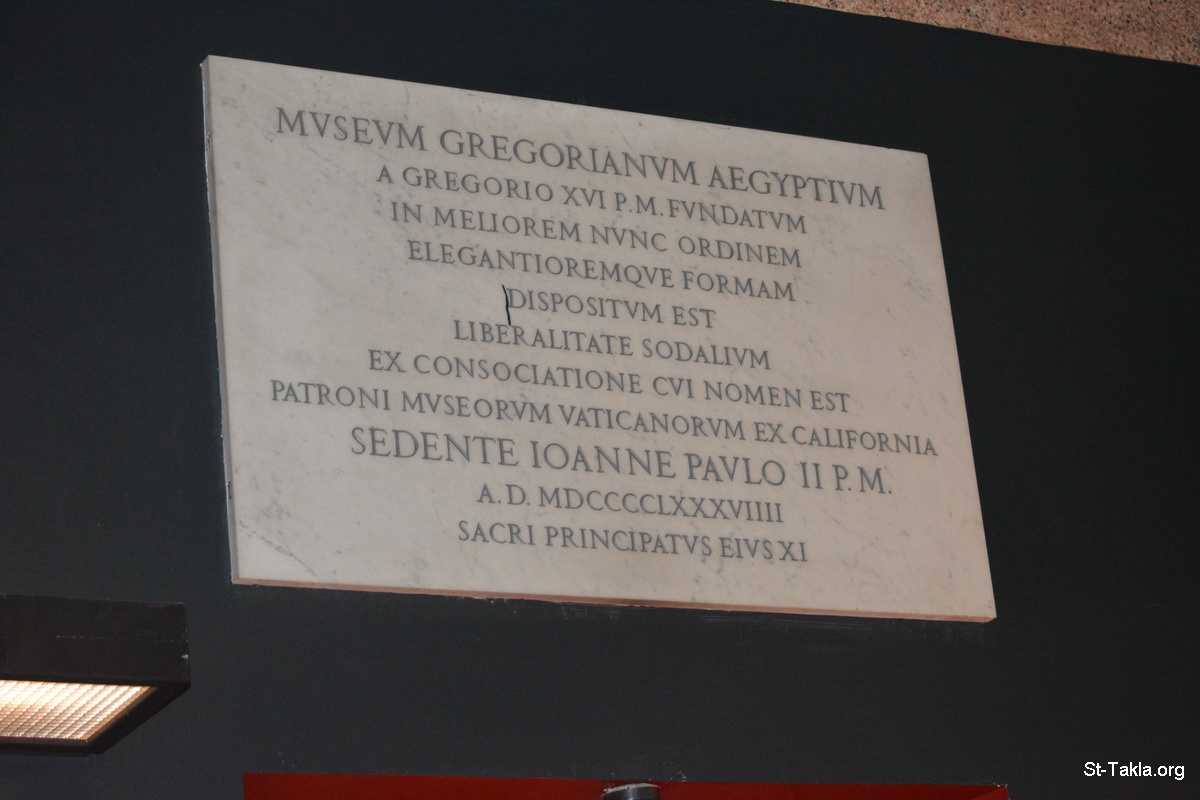 MVSEVM GREGORIANVM AEGYPTIVM
A GREGORIO XVI P.M. FVNDATVM
IN MELIOREM NVNC ORDINEM
ELEGANTIOREMQVE FORMAM
DISPOSITVM EST
LIBERALITATE SODALIVM
EX CONSOCIATIONE CVI NOMEN EST
PATRONI MVSEORVM VATICANORVM EX CALIFORNIA
SEDENTE IOANNE PAVLO II P.M.
A.D. MDCCCCLXXXVIIII
SACRI PRINCIPATVS EIVS XI
St-Takla.org